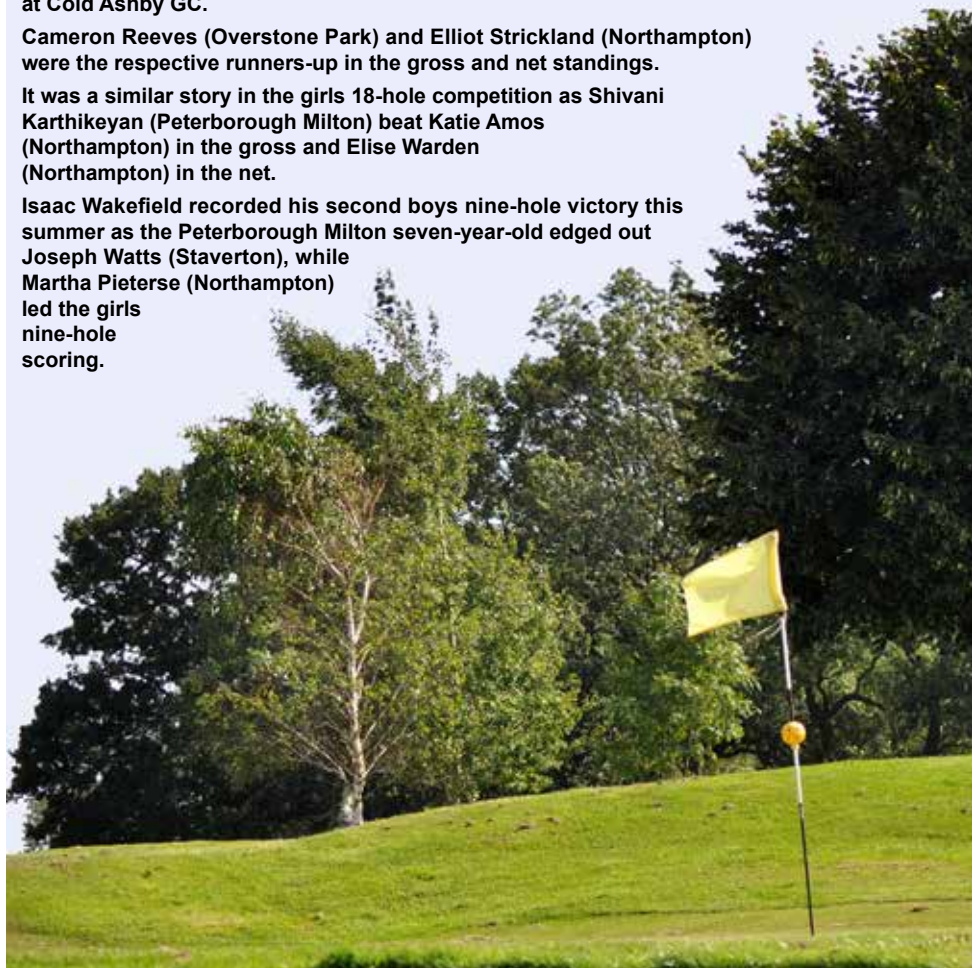 at Cold Ashby GC.
Cameron Reeves (Overstone Park) and Elliot Strickland (Northampton)
were the respective runners-up in the gross and net standings.
It was a similar story in the girls 18-hole competition as Shivani
Karthikeyan (Peterborough Milton) beat Katie Amos
(Northampton) in the gross and Elise Warden
(Northampton) in the net.
Isaac Wakefield recorded his second boys nine-hole victory this
summer as the Peterborough Milton seven-year-old edged out
Joseph Watts (Staverton), while
Martha Pieterse (Northampton)
led the girls
nine-hole
scoring.